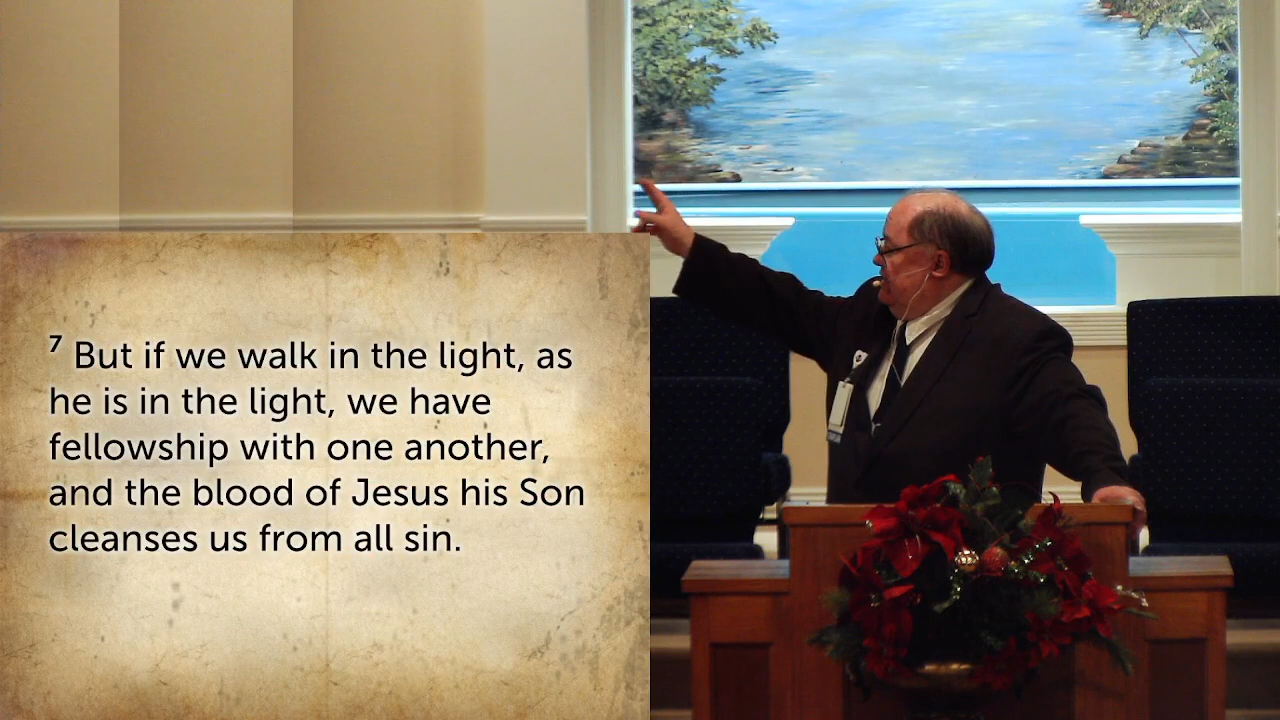 7 But if we walk in the light, as
he is in the light, we have
fellowship with one another,
and the blood of Jesus his Son
cleanses us from all sin.